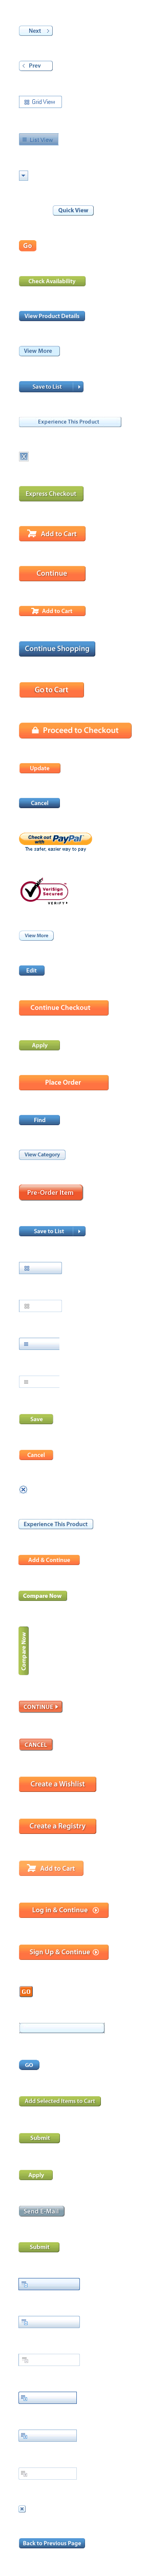 Next
Prev
Grid View
List View
Quick View
Go
Check Availability
View Product Details
View More
Save to List
Experience This Product
Express Checkout
Add to Cart
Continue
Add to Cart
Continue Shopping
Go to Cart
Proceed to Checkout
Update
Cancel
Check out
with PayPal
The safer, easier way to pay
VeriSign
Secured
VERIFY
View More
Edit
Continue Checkout
Apply
Place Order
Find
View Category
Pre-Order Item
Save to List
Save
Cancel
Experience This Product
Add & Continue
Compare Now
Compare Now
CONTINUE
CANCEL
Create a Wishlist
Create a Registry
Add to Cart
Log in & Continue
Sign Up & Continue
GO
GO
Add Selected Items to Cart
Submit
Apply
Send E-Mail
Submit
Back to Previous Page